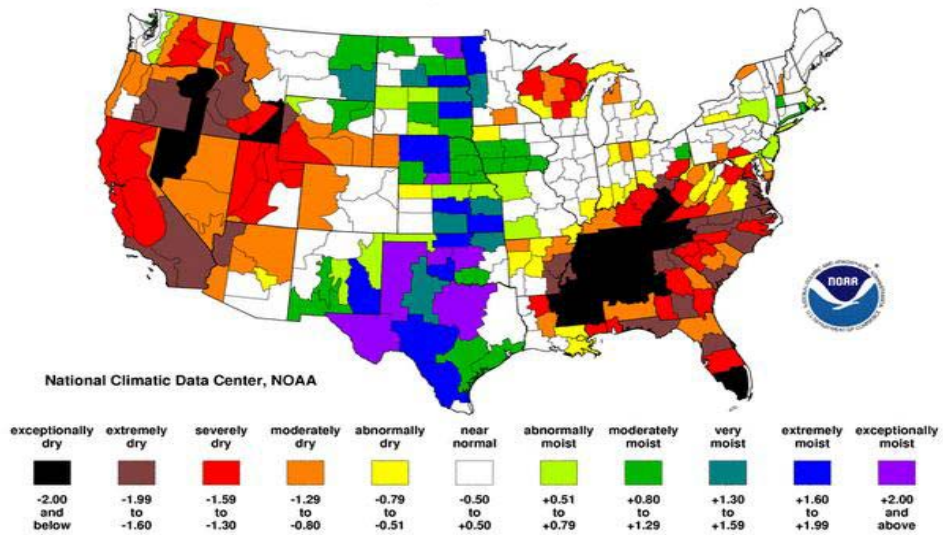 NOAA
National Climatic Data Center, NOAA
exceptionally dry
extremely dry
severely dry
moderately dry
abnormally dry
near normal
abnormally moist
moderately moist
very moist
extremely moist
exceptionally moist
-2.00 and below
-1.99 to -1.60
-1.59 to -1.30
-1.29 to -0.80
-0.79 to -0.51
-0.50 to +0.50
+0.51 to +0.79
+0.80 to +1.29
+1.30 to +1.59
+1.60 to +1.99
+2.00 and above